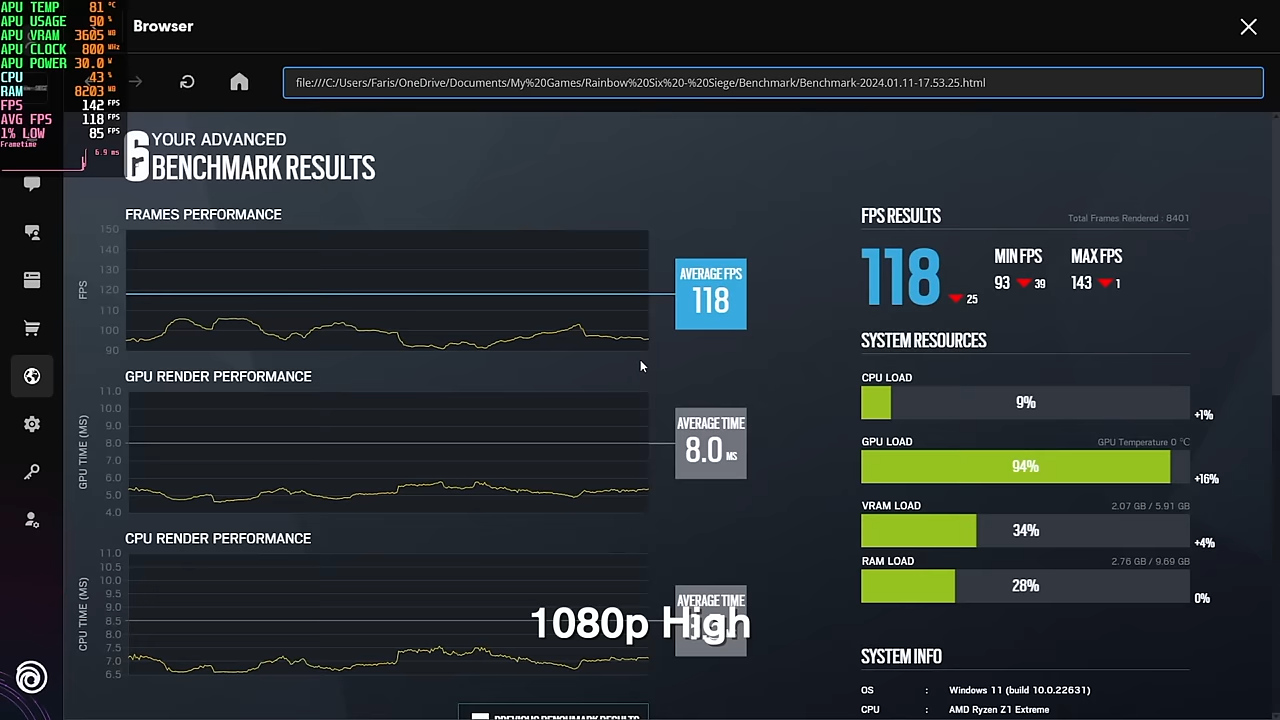 APU TEMP 81 °C
APU USAGE 90 %
APU VRAM 3605 MB
APU CLOCK 800 MHz
APU POWER 30.0 W
CPU 43 %
RAM 8203 MB
FPS 142 FPS
AVG FPS 118 FPS
1% LOW 85 FPS
Frametime
6.9 ms
Browser
file:///C:/Users/Faris/OneDrive/Documents/My%20Games/Rainbow%20Six%20-%20Siege/Benchmark/Benchmark-2024.01.11-17.53.25.html
6 YOUR ADVANCED
BENCHMARK RESULTS
FRAMES PERFORMANCE
FPS
150
140
130
120
110
100
90
AVERAGE FPS
118
GPU RENDER PERFORMANCE
GPU TIME (MS)
11.0
10.0
9.0
8.0
7.0
6.0
5.0
4.0
AVERAGE TIME
8.0 MS
CPU RENDER PERFORMANCE
CPU TIME (MS)
11.0
10.5
10.0
9.5
9.0
8.5
8.0
7.5
7.0
6.5
AVERAGE TIME
1080p High
PREVIOUS BENCHMARK RESULTS
FPS RESULTS
Total Frames Rendered : 8401
118 25
MIN FPS
93 39
MAX FPS
143 1
SYSTEM RESOURCES
CPU LOAD
9%
+1%
GPU LOAD
GPU Temperature 0 °C
94%
+16%
VRAM LOAD
2.07 GB / 5.91 GB
34%
+4%
RAM LOAD
2.76 GB / 9.69 GB
28%
0%
SYSTEM INFO
OS : Windows 11 (build 10.0.22631)
CPU : AMD Ryzen Z1 Extreme